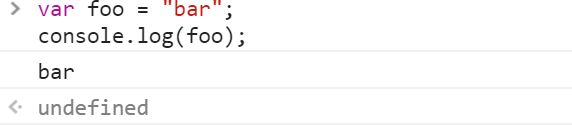 var foo = "bar";
console.log(foo);
bar
undefined